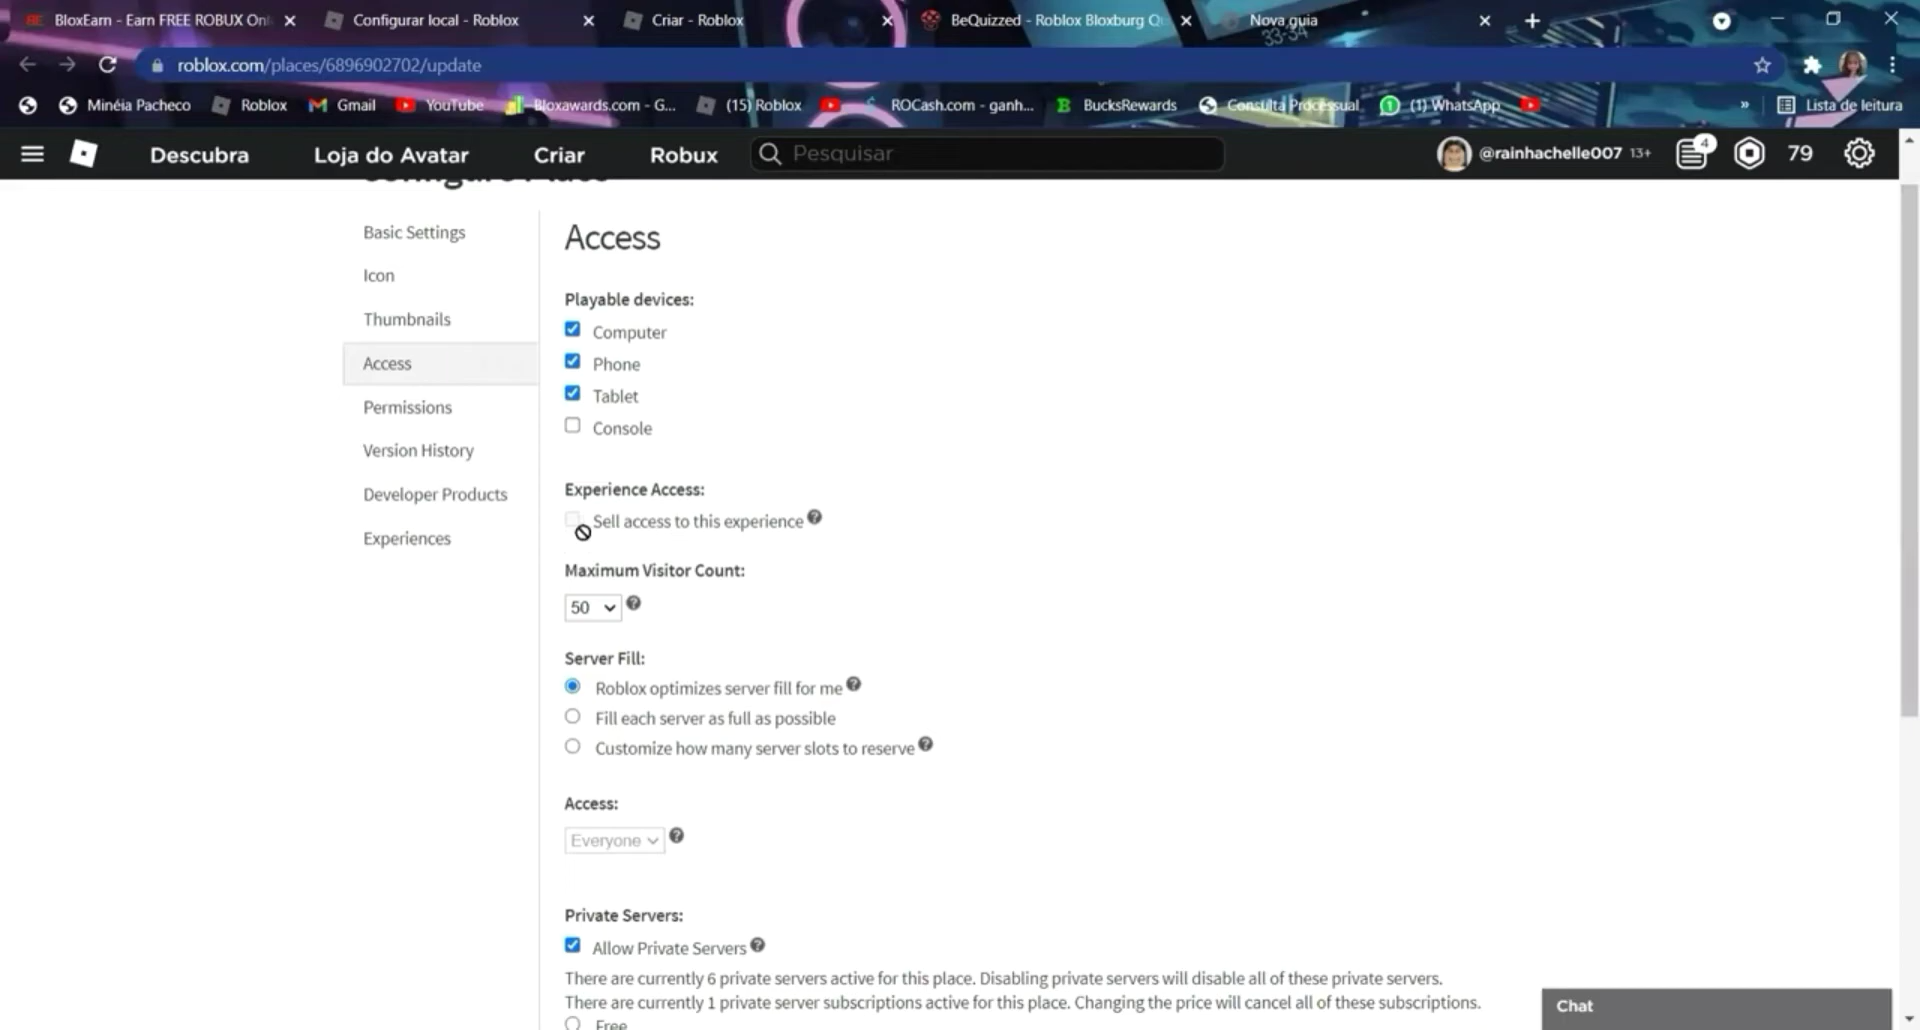 BE BloxEarn - Earn FREE ROBUX Onl
Configurar local - Roblox
Criar - Roblox
BeQuizzed - Roblox Bloxburg Q
Nova guia
33-34
roblox.com/places/6896902702/update
Minéia Pacheco
Roblox
Gmail
YouTube
Bloxawards.com - G...
(15) Roblox
ROCash.com - ganh...
BucksRewards
Consulta Processual
(1) WhatsApp
»
Lista de leitura
Descubra
Loja do Avatar
Criar
Robux
Pesquisar
@rainhachelle007 13+
4
79
Configure Place
Basic Settings
Icon
Thumbnails
Access
Permissions
Version History
Developer Products
Experiences
Access
Playable devices:
Computer
Phone
Tablet
Console
Experience Access:
Sell access to this experience
Maximum Visitor Count:
50
Server Fill:
Roblox optimizes server fill for me
Fill each server as full as possible
Customize how many server slots to reserve
Access:
Everyone
Private Servers:
Allow Private Servers
There are currently 6 private servers active for this place. Disabling private servers will disable all of these private servers.
There are currently 1 private server subscriptions active for this place. Changing the price will cancel all of these subscriptions.
Free
Chat